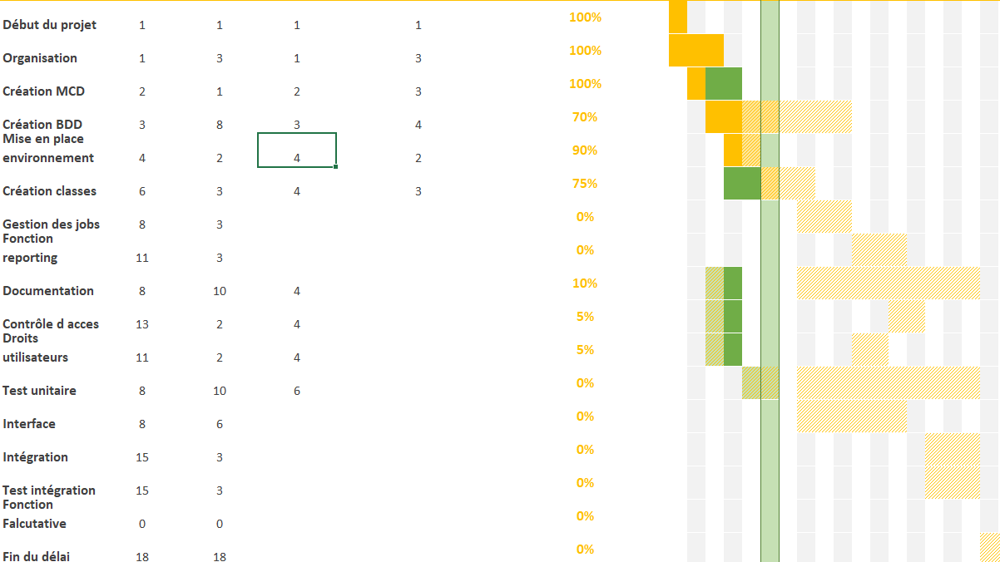 Début du projet 1 1 1 1 100%
Organisation 1 3 1 3 100%
Création MCD 2 1 2 3 100%
Création BDD 3 8 3 4 70%
Mise en place
environnement 4 2 4 2 90%
Création classes 6 3 4 3 75%
Gestion des jobs 8 3 0%
Fonction
reporting 11 3 0%
Documentation 8 10 4 10%
Contrôle d acces 13 2 4 5%
Droits
utilisateurs 11 2 4 5%
Test unitaire 8 10 6 0%
Interface 8 6 0%
Intégration 15 3 0%
Test intégration 15 3 0%
Fonction
Falcutative 0 0 0%
Fin du délai 18 18 0%